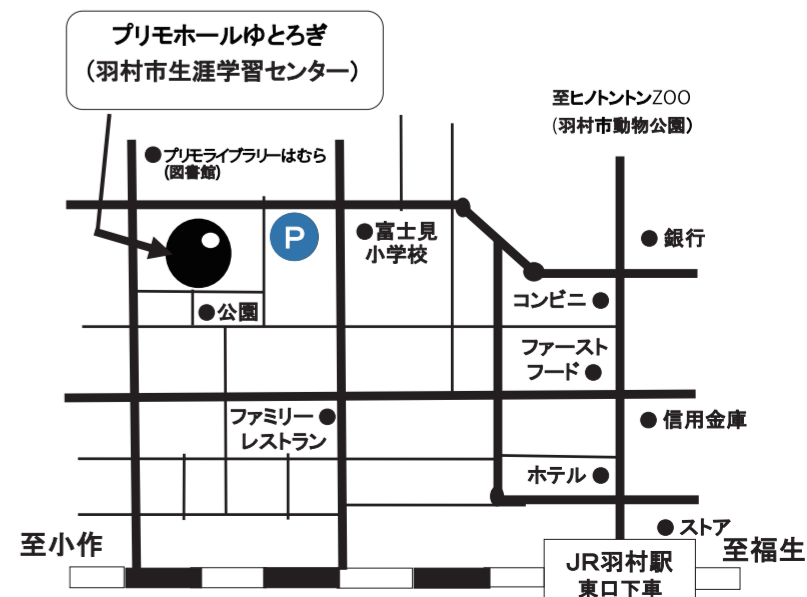 プリモホールゆとろぎ
（羽村市生涯学習センター）
至ヒノトントンZOO
（羽村市動物公園）
●プリモライブラリーはむら
（図書館）
P
●富士見
小学校
●銀行
●公園
コンビニ●
ファースト
フード●
ファミリー●
レストラン
●信用金庫
ホテル●
●ストア
至小作
JR羽村駅
東口下車
至福生